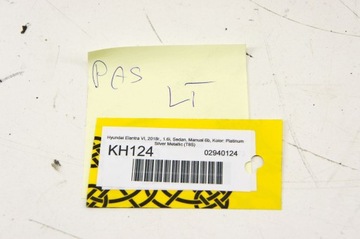 PAS
LT
Hyundai Elantra VI, 2018r., 1.6i, Sedan, Manual 6b, Kolor: Platinum
Silver Metallic (T8S)
KH124
02940124